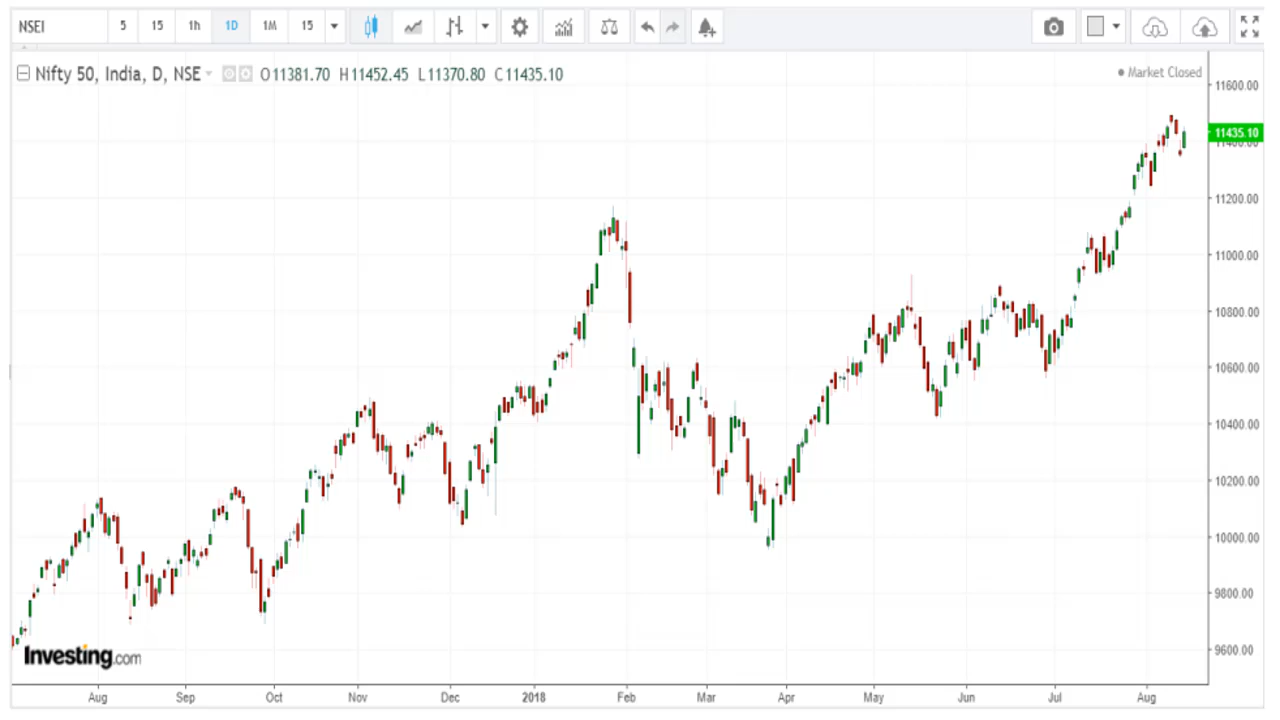 NSEI 5 15 1h 1D 1M 15
Nifty 50, India, D, NSE O11381.70 H11452.45 L11370.80 C11435.10
Market Closed
11600.00
11435.10
11400.00
11200.00
11000.00
10800.00
10600.00
10400.00
10200.00
10000.00
9800.00
9600.00
Investing.com
Aug Sep Oct Nov Dec 2018 Feb Mar Apr May Jun Jul Aug